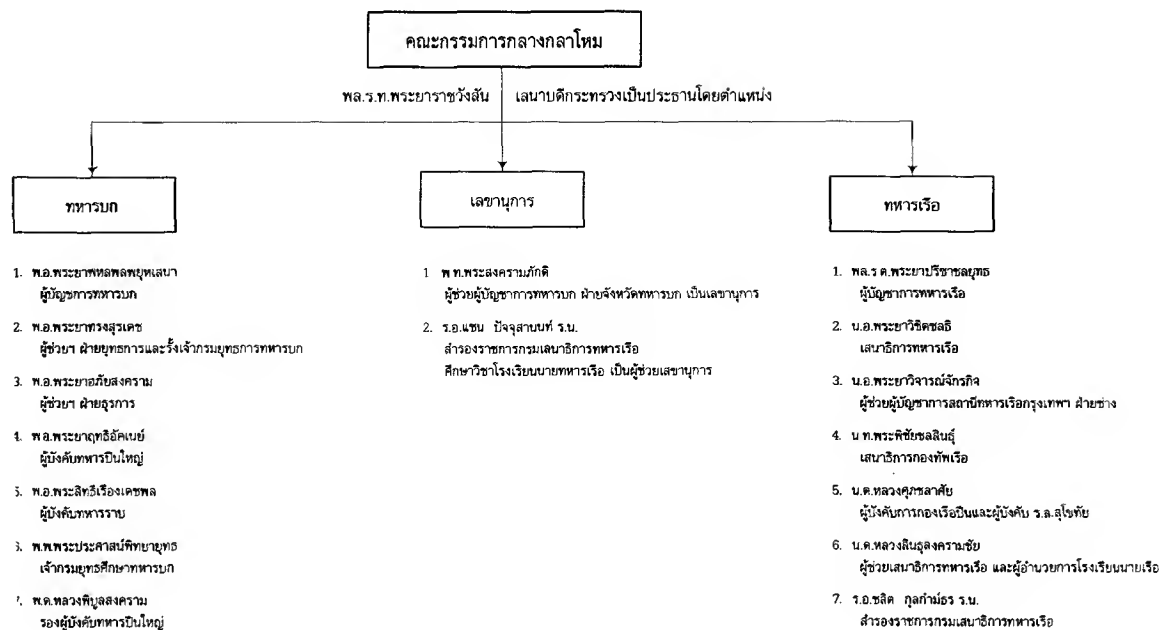 คณะกรรมการกลางกลาโหม
พล.ร.ท.พระยาราชวังสัน เสนาบดีกระทรวงเป็นประธานโดยตำแหน่ง
ทหารบก
1. พ.อ.พระยาพหลพลพยุหเสนา
ผู้บัญชการทหารบก
2. พ.อ.พระยาทรงสุรเดช
ผู้ช่วยฯ ฝ่ายยุทธการและรั้งเจ้ากรมยุทธการทหารบก
3. พ.อ.พระยาอภัยสงคราม
ผู้ช่วยฯ ฝ่ายธุรการ
4. พ.อ.พระยาฤทธิอัคเนย์
ผู้บังคับทหารปืนใหญ่
5. พ.อ.พระสิทธิเรืองเดชพล
ผู้บังคับทหารราบ
6. พ.ท.พระประศาสน์พิทยายุทธ
เจ้ากรมยุทธศึกษาทหารบก
7. พ.ต.หลวงพิบูลสงคราม
รองผู้บังคับทหารปืนใหญ่
เลขานุการ
1 พ.ท.พระสงครามภักดี
ผู้ช่วยผู้บัญชาการทหารบก ฝ่ายจังหวัดทหารบก เป็นเลขานุการ
2. ร.อ.แชน ปัจจุสานนท์ ร.น.
สำรองราชการกรมเสนาธิการทหารเรือ
ศึกษาวิชาโรงเรียนนายทหารเรือ เป็นผู้ช่วยเลขานุการ
ทหารเรือ
1. พล.ร.ต.พระยาปรีชาชลยุทธ
ผู้บัญชาการทหารเรือ
2. น.อ.พระยาวิชิตชลธิ
เสนาธิการทหารเรือ
3. น.อ.พระยาวิจารณ์จักรกิจ
ผู้ช่วยผู้บัญชาการสถานีทหารเรือกรุงเทพฯ ฝ่ายช่าง
4. น.ท.พระพิชัยชลสินธุ์
เสนาธิการกองทัพเรือ
5. น.ต.หลวงศุภชลาศัย
ผู้บังคับการกองเรือปืนและผู้บังคับ ร.ล.สุโขทัย
6. น.ต.หลวงสินธุสงครามชัย
ผู้ช่วยเสนาธิการทหารเรือ และผู้อำนวยการโรงเรียนนายเรือ
7. ร.อ.ชลิต กุลกำม์ธร ร.น.
สำรองราชการกรมเสนาธิการทหารเรือ